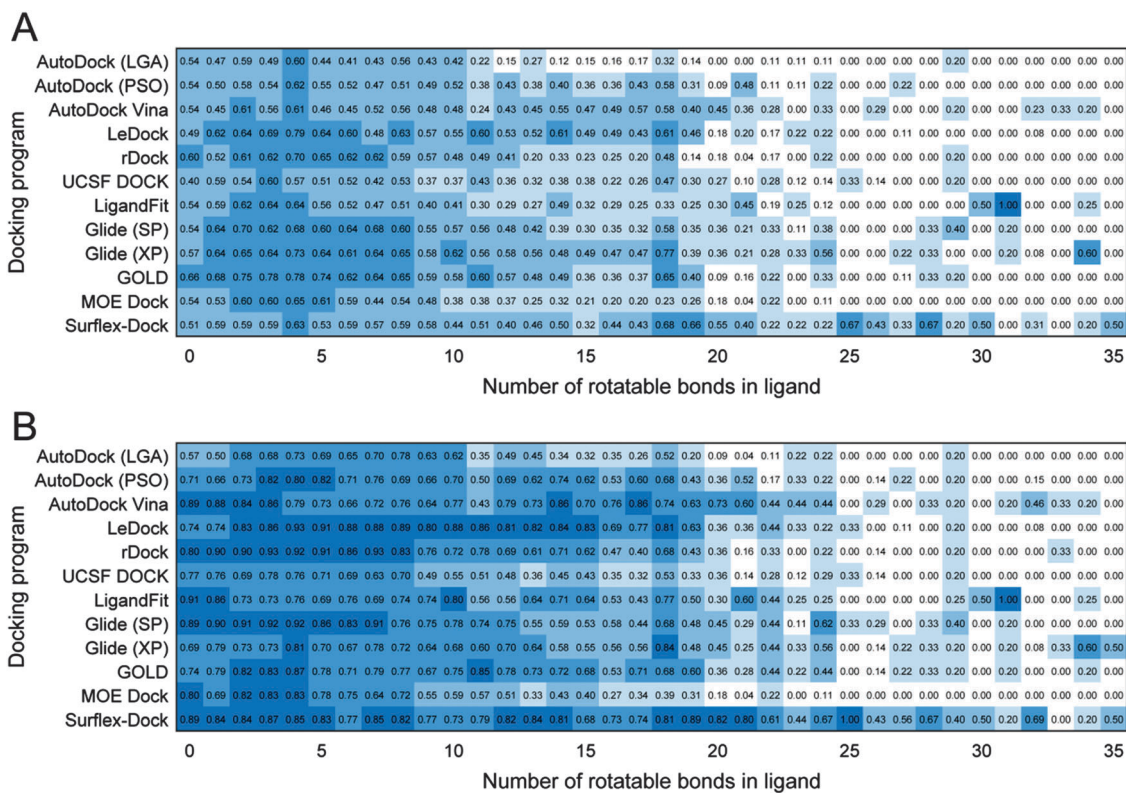 A
AutoDock (LGA) 0.54 0.47 0.59 0.49 0.60 0.44 0.41 0.43 0.56 0.43 0.42 0.22 0.15 0.27 0.12 0.15 0.16 0.17 0.32 0.14 0.00 0.00 0.11 0.11 0.11 0.00 0.00 0.00 0.00 0.20 0.00 0.00 0.00 0.00 0.00 0.00
AutoDock (PSO) 0.54 0.50 0.58 0.54 0.62 0.55 0.52 0.47 0.51 0.49 0.52 0.38 0.43 0.38 0.40 0.36 0.36 0.43 0.58 0.31 0.09 0.48 0.11 0.11 0.22 0.00 0.00 0.22 0.00 0.00 0.00 0.00 0.00 0.00 0.00 0.00
AutoDock Vina 0.54 0.45 0.61 0.56 0.61 0.46 0.45 0.52 0.56 0.48 0.48 0.24 0.43 0.45 0.55 0.47 0.49 0.57 0.58 0.40 0.45 0.36 0.28 0.00 0.33 0.00 0.29 0.00 0.00 0.20 0.00 0.00 0.23 0.33 0.20 0.00
LeDock 0.49 0.62 0.64 0.69 0.79 0.64 0.60 0.48 0.63 0.57 0.55 0.60 0.53 0.52 0.61 0.49 0.49 0.43 0.61 0.46 0.18 0.20 0.17 0.22 0.22 0.00 0.00 0.11 0.00 0.00 0.00 0.00 0.08 0.00 0.00 0.00
rDock 0.60 0.52 0.61 0.62 0.70 0.65 0.62 0.62 0.59 0.57 0.48 0.49 0.41 0.20 0.33 0.23 0.25 0.20 0.48 0.14 0.18 0.04 0.17 0.00 0.22 0.00 0.00 0.00 0.00 0.20 0.00 0.00 0.00 0.00 0.00 0.00
UCSF DOCK 0.40 0.59 0.54 0.60 0.57 0.51 0.52 0.42 0.53 0.37 0.37 0.43 0.36 0.32 0.38 0.38 0.22 0.26 0.47 0.30 0.27 0.10 0.28 0.12 0.14 0.33 0.14 0.00 0.00 0.00 0.00 0.00 0.00 0.00 0.00 0.00
LigandFit 0.54 0.59 0.62 0.64 0.64 0.56 0.52 0.47 0.51 0.40 0.41 0.30 0.29 0.27 0.49 0.32 0.29 0.25 0.33 0.31 0.20 0.45 0.19 0.25 0.12 0.00 0.00 0.00 0.00 0.00 0.50 1.00 0.00 0.00 0.25 0.00
Glide (SP) 0.54 0.64 0.70 0.62 0.68 0.60 0.64 0.68 0.60 0.55 0.57 0.56 0.48 0.42 0.39 0.30 0.35 0.32 0.58 0.35 0.36 0.21 0.33 0.11 0.38 0.00 0.00 0.00 0.33 0.40 0.00 0.20 0.00 0.00 0.00 0.00
Glide (XP) 0.57 0.64 0.65 0.64 0.73 0.64 0.61 0.64 0.65 0.56 0.62 0.56 0.58 0.56 0.48 0.49 0.47 0.47 0.77 0.39 0.36 0.21 0.28 0.33 0.56 0.00 0.00 0.22 0.33 0.00 0.00 0.20 0.08 0.00 0.60 0.00
GOLD 0.66 0.68 0.75 0.78 0.78 0.74 0.62 0.64 0.65 0.59 0.58 0.60 0.57 0.48 0.49 0.36 0.36 0.37 0.65 0.40 0.09 0.16 0.22 0.00 0.33 0.00 0.00 0.11 0.33 0.20 0.00 0.00 0.00 0.00 0.00 0.00
MOE Dock 0.54 0.53 0.60 0.60 0.65 0.61 0.59 0.44 0.54 0.48 0.38 0.38 0.37 0.25 0.32 0.21 0.20 0.20 0.23 0.26 0.18 0.04 0.22 0.00 0.11 0.00 0.00 0.00 0.00 0.00 0.00 0.00 0.00 0.00 0.00 0.00
Surflex-Dock 0.51 0.59 0.59 0.59 0.63 0.53 0.59 0.57 0.59 0.58 0.44 0.51 0.40 0.46 0.50 0.32 0.44 0.43 0.68 0.66 0.55 0.40 0.22 0.22 0.22 0.67 0.43 0.33 0.67 0.20 0.50 0.00 0.31 0.00 0.20 0.50
Docking program
0 5 10 15 20 25 30 35
Number of rotatable bonds in ligand
B
AutoDock (LGA) 0.57 0.50 0.68 0.68 0.73 0.69 0.65 0.70 0.78 0.63 0.62 0.35 0.49 0.45 0.34 0.32 0.35 0.26 0.52 0.20 0.09 0.04 0.11 0.22 0.22 0.00 0.00 0.00 0.00 0.20 0.00 0.00 0.00 0.00 0.00 0.00
AutoDock (PSO) 0.71 0.66 0.73 0.82 0.80 0.82 0.71 0.76 0.69 0.66 0.70 0.50 0.69 0.62 0.74 0.62 0.53 0.60 0.68 0.43 0.36 0.52 0.17 0.33 0.22 0.00 0.14 0.22 0.00 0.20 0.00 0.00 0.15 0.00 0.00 0.00
AutoDock Vina 0.89 0.88 0.84 0.86 0.79 0.73 0.66 0.72 0.76 0.76 0.64 0.77 0.43 0.79 0.73 0.86 0.70 0.75 0.86 0.74 0.63 0.73 0.60 0.44 0.44 0.44 0.00 0.29 0.00 0.33 0.20 0.00 0.20 0.46 0.33 0.20 0.00
LeDock 0.74 0.74 0.83 0.86 0.93 0.91 0.88 0.88 0.89 0.80 0.88 0.86 0.81 0.82 0.84 0.83 0.69 0.77 0.81 0.63 0.36 0.36 0.44 0.33 0.22 0.33 0.00 0.11 0.00 0.20 0.00 0.00 0.08 0.00 0.00 0.00
rDock 0.80 0.90 0.90 0.93 0.92 0.91 0.86 0.93 0.83 0.76 0.72 0.78 0.69 0.61 0.71 0.62 0.47 0.40 0.68 0.43 0.36 0.16 0.33 0.00 0.22 0.00 0.14 0.00 0.00 0.20 0.00 0.00 0.00 0.33 0.00 0.00
UCSF DOCK 0.77 0.76 0.69 0.78 0.76 0.71 0.69 0.63 0.70 0.49 0.55 0.51 0.48 0.36 0.45 0.43 0.35 0.32 0.53 0.33 0.36 0.14 0.28 0.12 0.29 0.33 0.14 0.00 0.00 0.20 0.00 0.00 0.00 0.00 0.00 0.00
LigandFit 0.91 0.86 0.73 0.73 0.76 0.69 0.76 0.69 0.74 0.74 0.80 0.56 0.56 0.64 0.71 0.64 0.53 0.43 0.77 0.50 0.30 0.60 0.44 0.25 0.25 0.00 0.00 0.00 0.00 0.25 0.50 1.00 0.00 0.00 0.25 0.00
Glide (SP) 0.89 0.90 0.91 0.92 0.92 0.86 0.83 0.91 0.76 0.75 0.78 0.74 0.75 0.55 0.59 0.53 0.58 0.44 0.68 0.48 0.45 0.29 0.44 0.11 0.62 0.33 0.29 0.00 0.33 0.40 0.00 0.20 0.00 0.00 0.00 0.00
Glide (XP) 0.69 0.79 0.73 0.73 0.81 0.70 0.67 0.78 0.72 0.64 0.68 0.60 0.70 0.64 0.58 0.55 0.56 0.57 0.84 0.48 0.45 0.25 0.44 0.33 0.56 0.00 0.14 0.22 0.33 0.20 0.00 0.20 0.08 0.33 0.60 0.50
GOLD 0.74 0.79 0.82 0.83 0.87 0.78 0.71 0.79 0.77 0.67 0.75 0.85 0.78 0.73 0.72 0.68 0.53 0.71 0.68 0.60 0.36 0.28 0.44 0.22 0.44 0.00 0.14 0.22 0.33 0.20 0.00 0.00 0.00 0.00 0.00 0.00
MOE Dock 0.80 0.69 0.82 0.83 0.83 0.78 0.75 0.64 0.72 0.55 0.59 0.57 0.51 0.33 0.43 0.40 0.27 0.34 0.39 0.31 0.18 0.04 0.22 0.00 0.11 0.00 0.00 0.00 0.00 0.00 0.00 0.00 0.00 0.00 0.00 0.00
Surflex-Dock 0.89 0.84 0.84 0.87 0.85 0.83 0.77 0.85 0.82 0.77 0.73 0.79 0.82 0.84 0.81 0.68 0.73 0.74 0.81 0.89 0.82 0.80 0.61 0.44 0.67 1.00 0.43 0.56 0.67 0.40 0.50 0.20 0.69 0.00 0.20 0.50
Docking program
0 5 10 15 20 25 30 35
Number of rotatable bonds in ligand